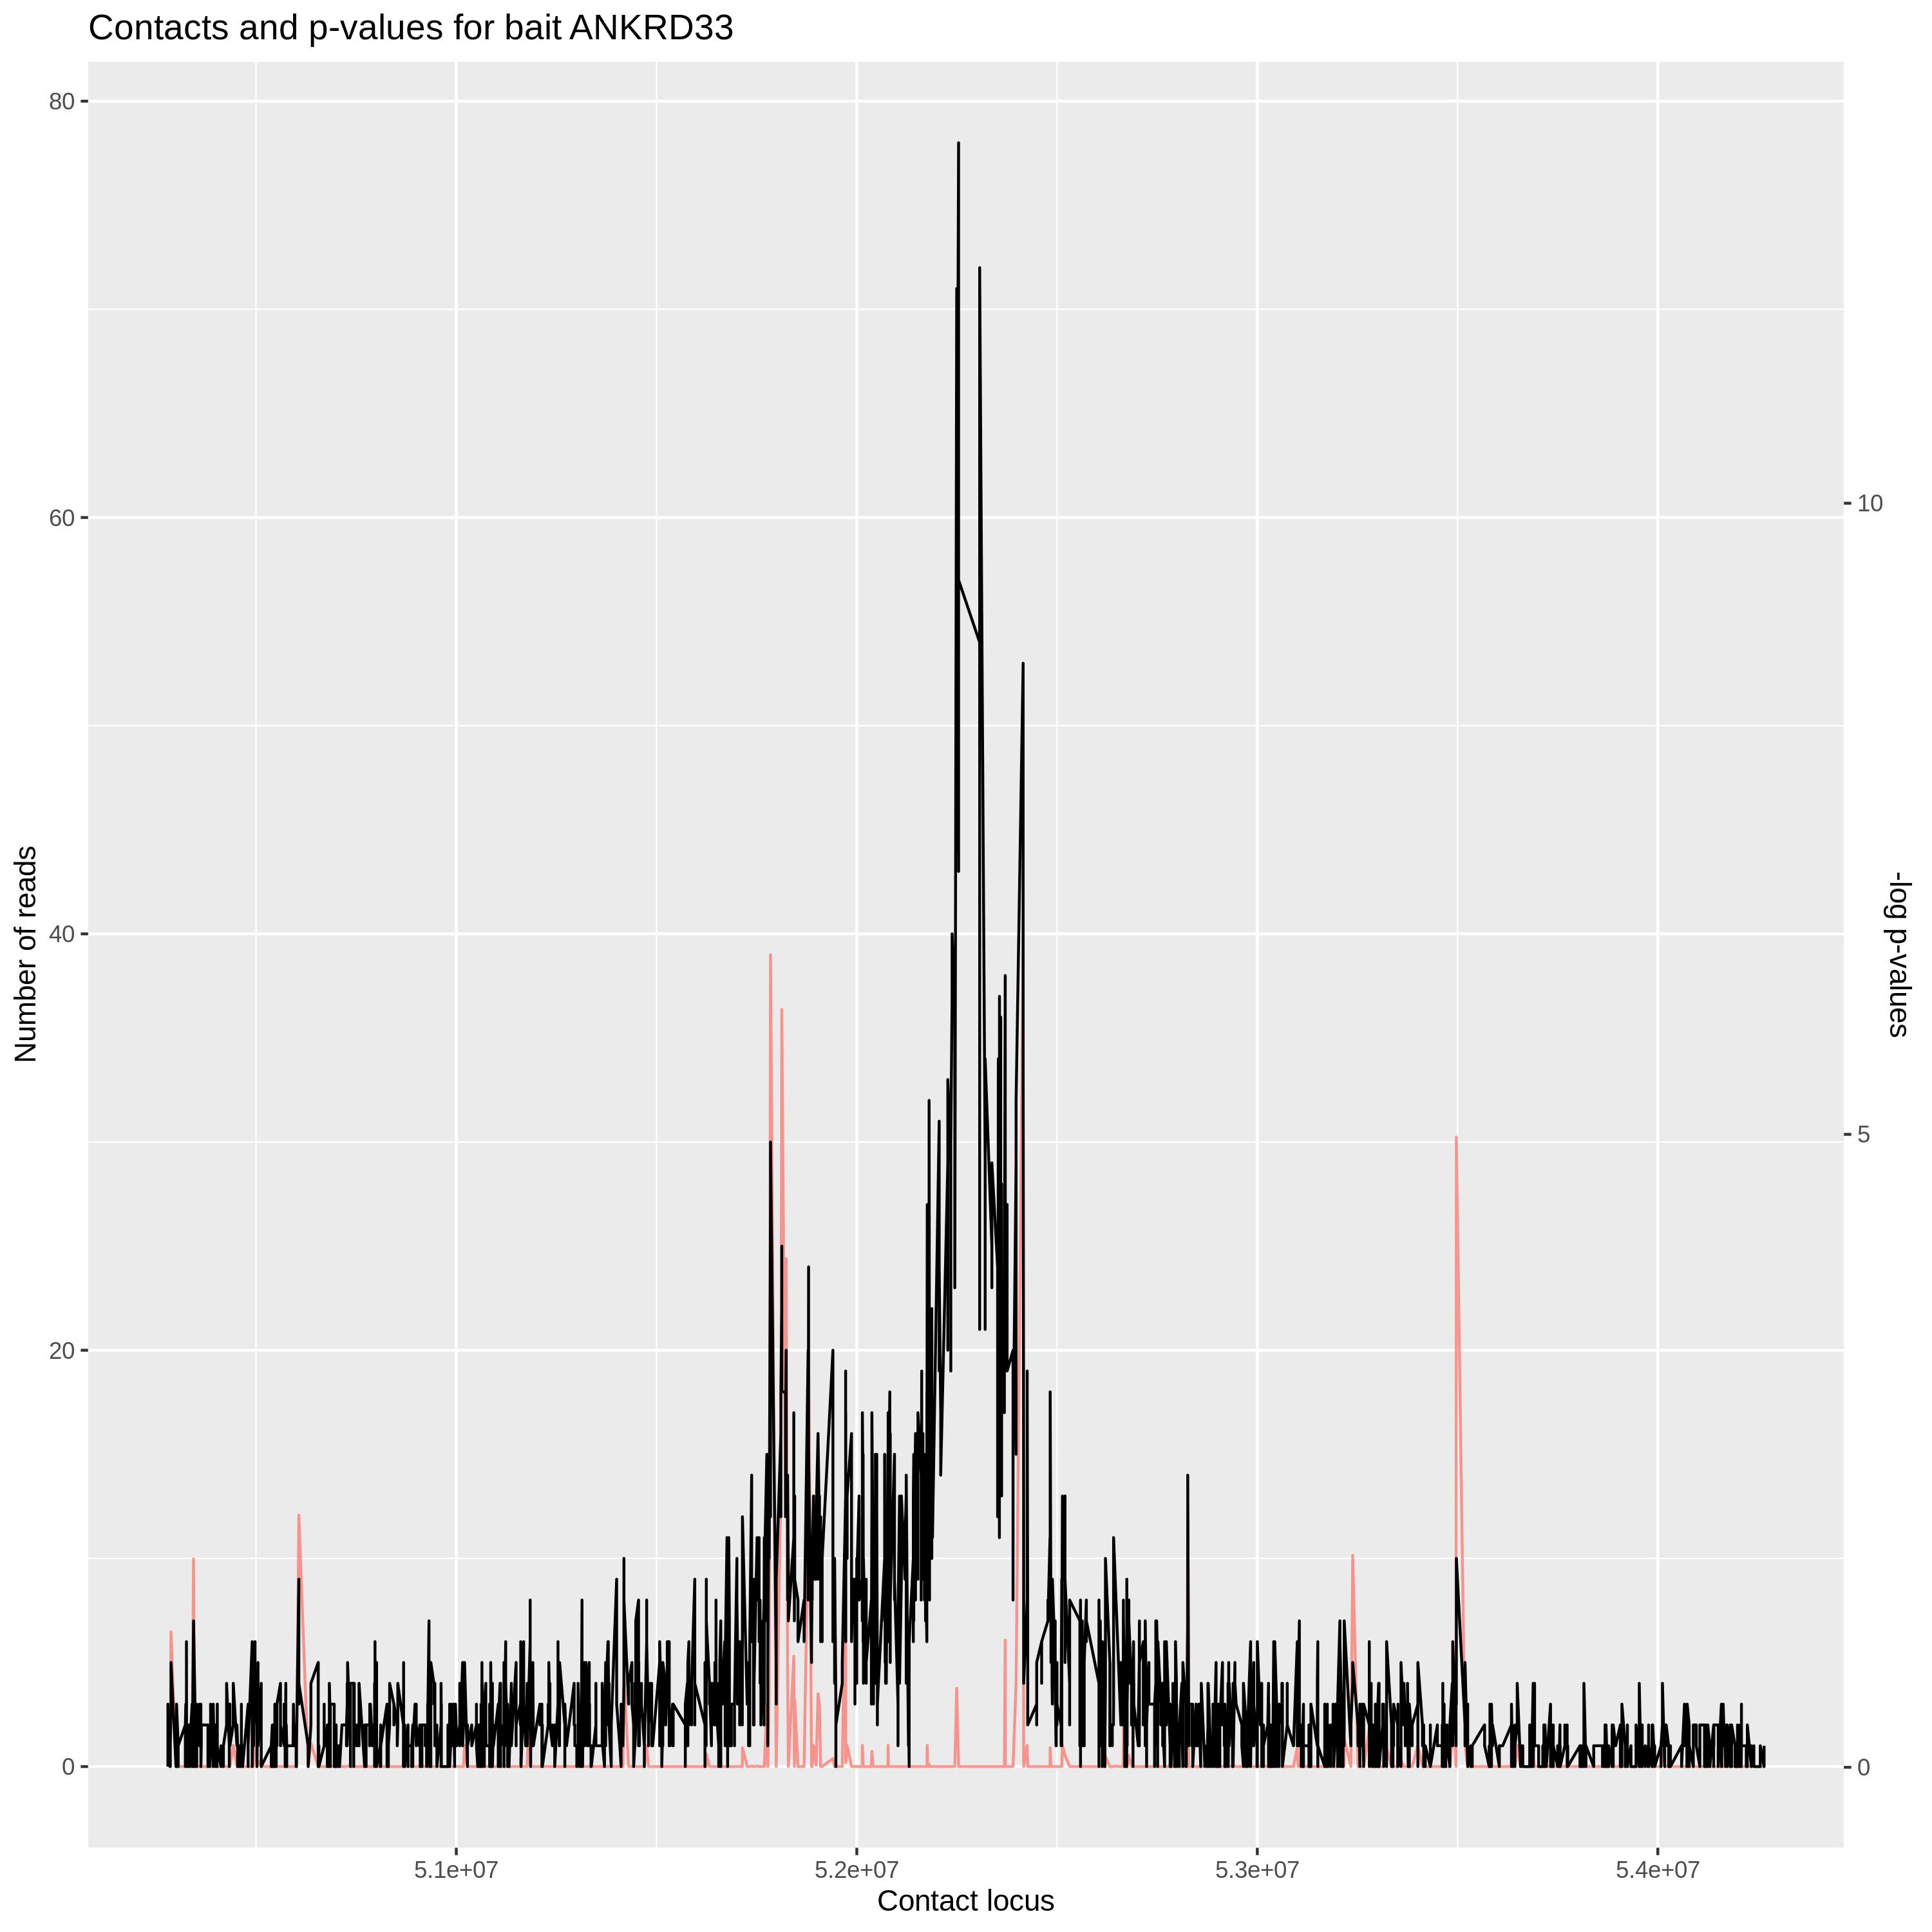 Contacts and p-values for bait ANKRD33
80
60
40
20
0
Number of reads
10
5
0
-log p-values
5.1e+07
5.2e+07
5.3e+07
5.4e+07
Contact locus